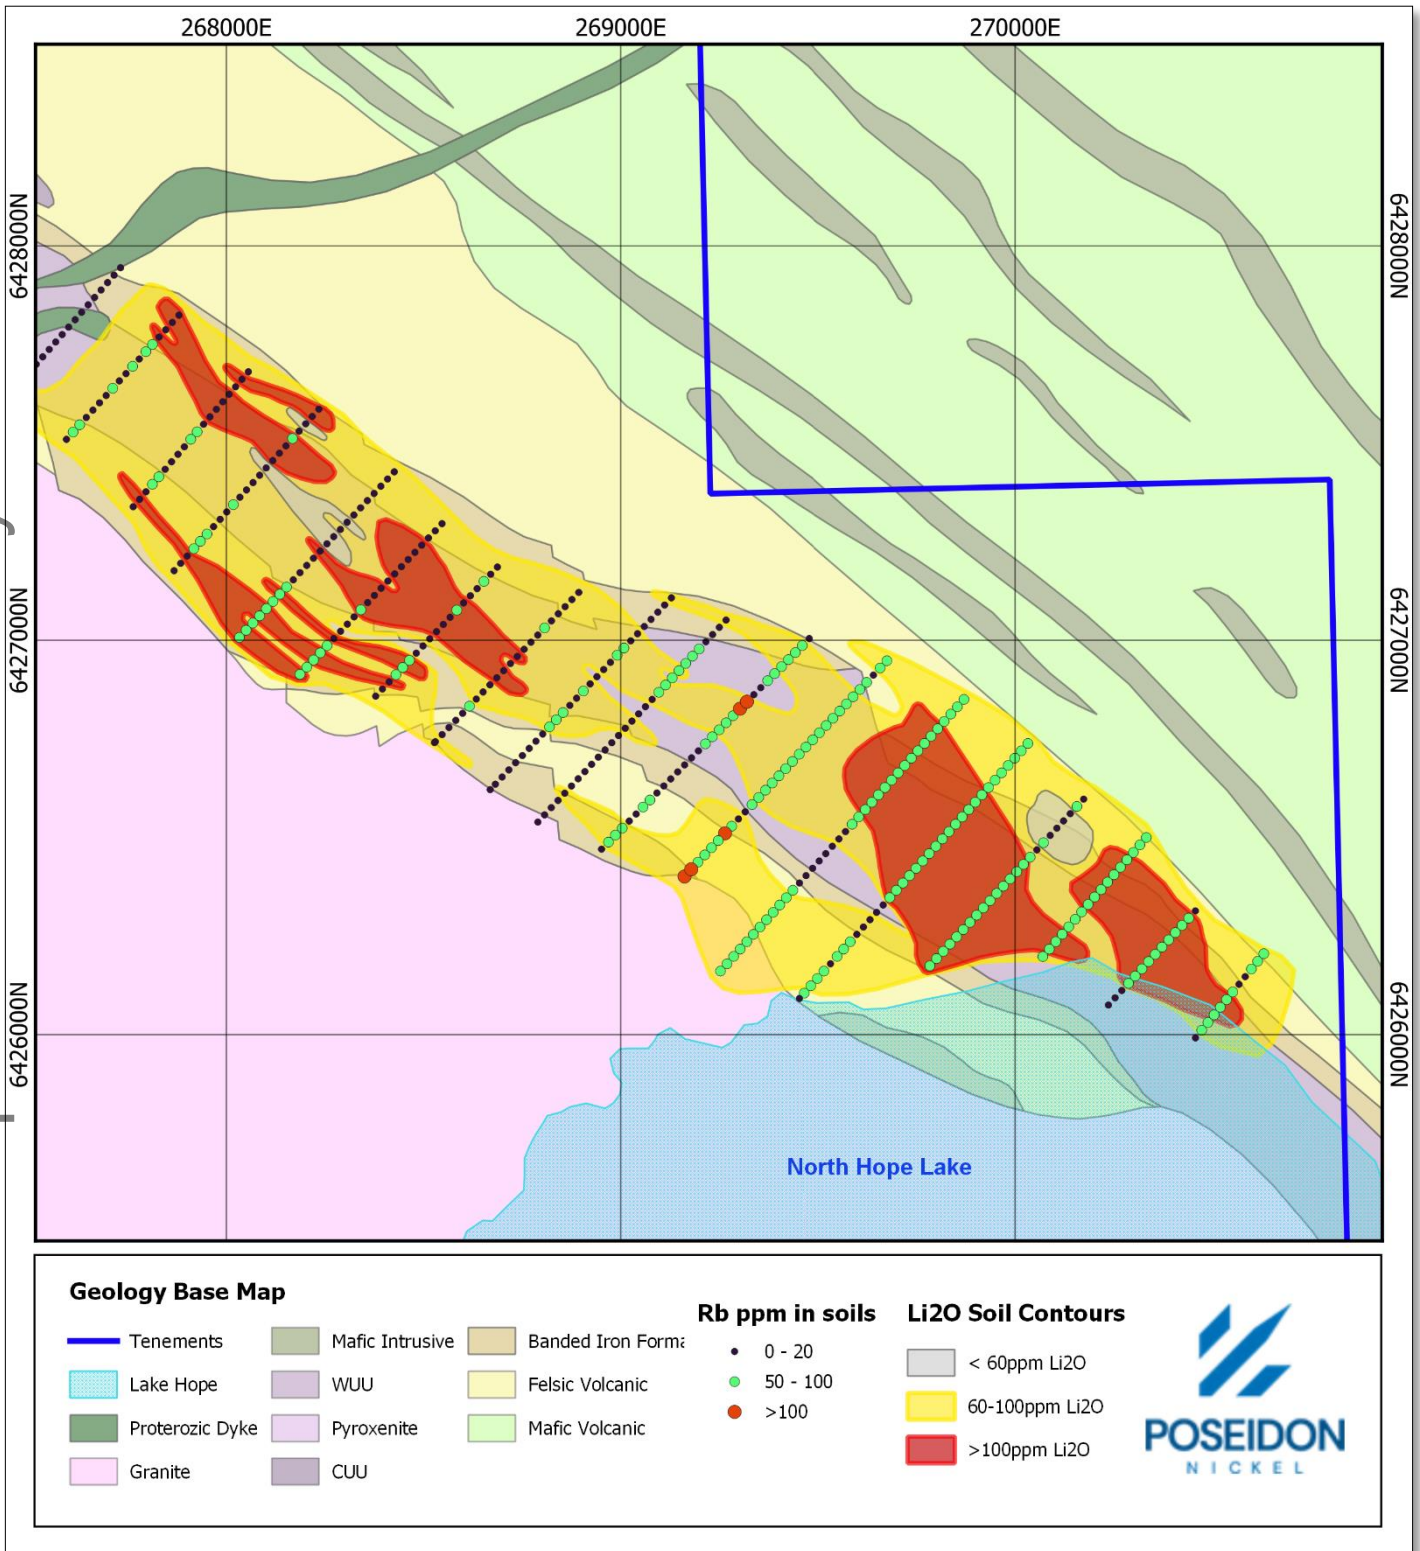 268000E 269000E 270000E
6428000N
6428000N
6427000N
6427000N
6426000N
6426000N
North Hope Lake
Geology Base Map
Tenements
Lake Hope
Proterozic Dyke
Granite
Mafic Intrusive
WUU
Pyroxenite
CUU
Banded Iron Forma
Felsic Volcanic
Mafic Volcanic
Rb ppm in soils
0 - 20
50 - 100
>100
Li2O Soil Contours
< 60ppm Li2O
60-100ppm Li2O
>100ppm Li2O
POSEIDON
NICKEL